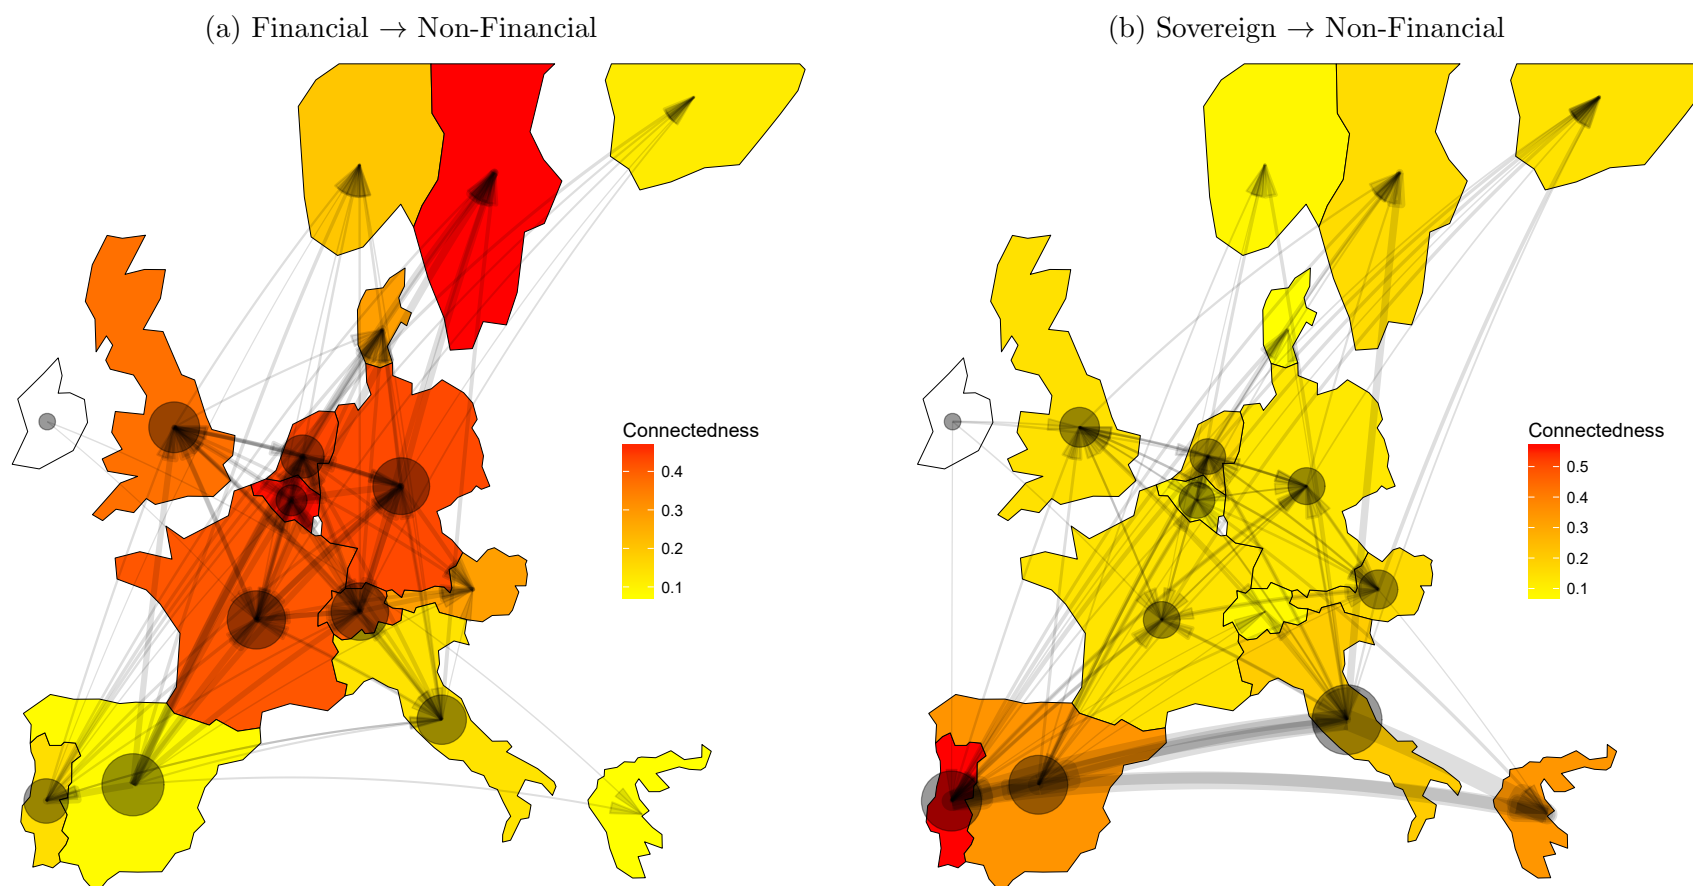 (a) Financial → Non-Financial
(b) Sovereign → Non-Financial
Connectedness
0.4
0.3
0.2
0.1
Connectedness
0.5
0.4
0.3
0.2
0.1